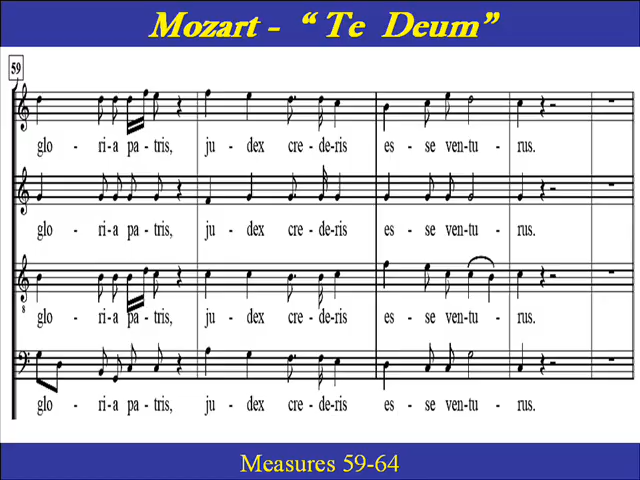 Mozart - “ Te Deum”
59
glo - ri-a pa - tris, ju - dex cre - de-ris es - se ven-tu - rus.
glo - ri-a pa - tris, ju - dex cre - de-ris es - se ven-tu - rus.
8
glo - ri-a pa - tris, ju - dex cre - de-ris es - se ven-tu - rus.
glo - ri-a pa - tris, ju - dex cre - de-ris es - se ven-tu - rus.
Measures 59-64